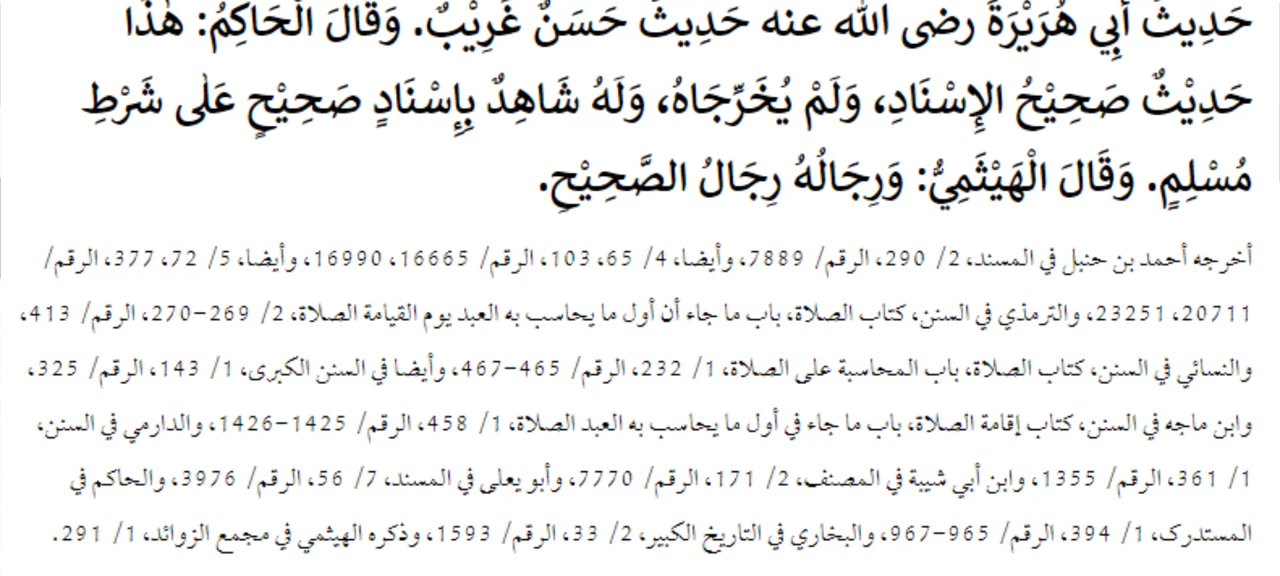 حَدِيثُ أَبِي هُرَيْرَةَ رضى الله عنه حَدِيثٌ حَسَنٌ غَرِيْبٌ. وَقَالَ الْحَاكِمُ: هٰذَا
حَدِيْثٌ صَحِيْحُ الإِسْنَادِ، وَلَمْ يُخَرِّجَاهُ، وَلَهُ شَاهِدٌ بِإِسْنَادٍ صَحِيْحٍ عَلٰى شَرْطِ
مُسْلِمٍ. وَقَالَ الْهَيْثَمِيُّ: وَرِجَالُهُ رِجَالُ الصَّحِيْحِ.
أخرجه أحمد بن حنبل في المسند، 2/ 290، الرقم/ 7889، وأيضا، 4/ 65، 103، الرقم/ 16665، 16990، وأيضا، 5/ 72، 377، الرقم/
20711، 23251، والترمذي في السنن، كتاب الصلاة، باب ما جاء أن أول ما يحاسب به العبد يوم القيامة الصلاة، 2/ 269-270، الرقم/ 413،
والنسائي في السنن، كتاب الصلاة، باب المحاسبة على الصلاة، 1/ 232، الرقم/ 465-467، وأيضا في السنن الكبرى، 1/ 143، الرقم/ 325،
وابن ماجه في السنن، كتاب إقامة الصلاة، باب ما جاء في أول ما يحاسب به العبد الصلاة، 1/ 458، الرقم/ 1425-1426، والدارمي في السنن،
1/ 361، الرقم/ 1355، وابن أبي شيبة في المصنف، 2/ 171، الرقم/ 7770، وأبو يعلى في المسند، 7/ 56، الرقم/ 3976، والحاكم في
المستدرك، 1/ 394، الرقم/ 965-967، والبخاري في التاريخ الكبير، 2/ 33، الرقم/ 1593، وذكره الهيثمي في مجمع الزوائد، 1/ 291.